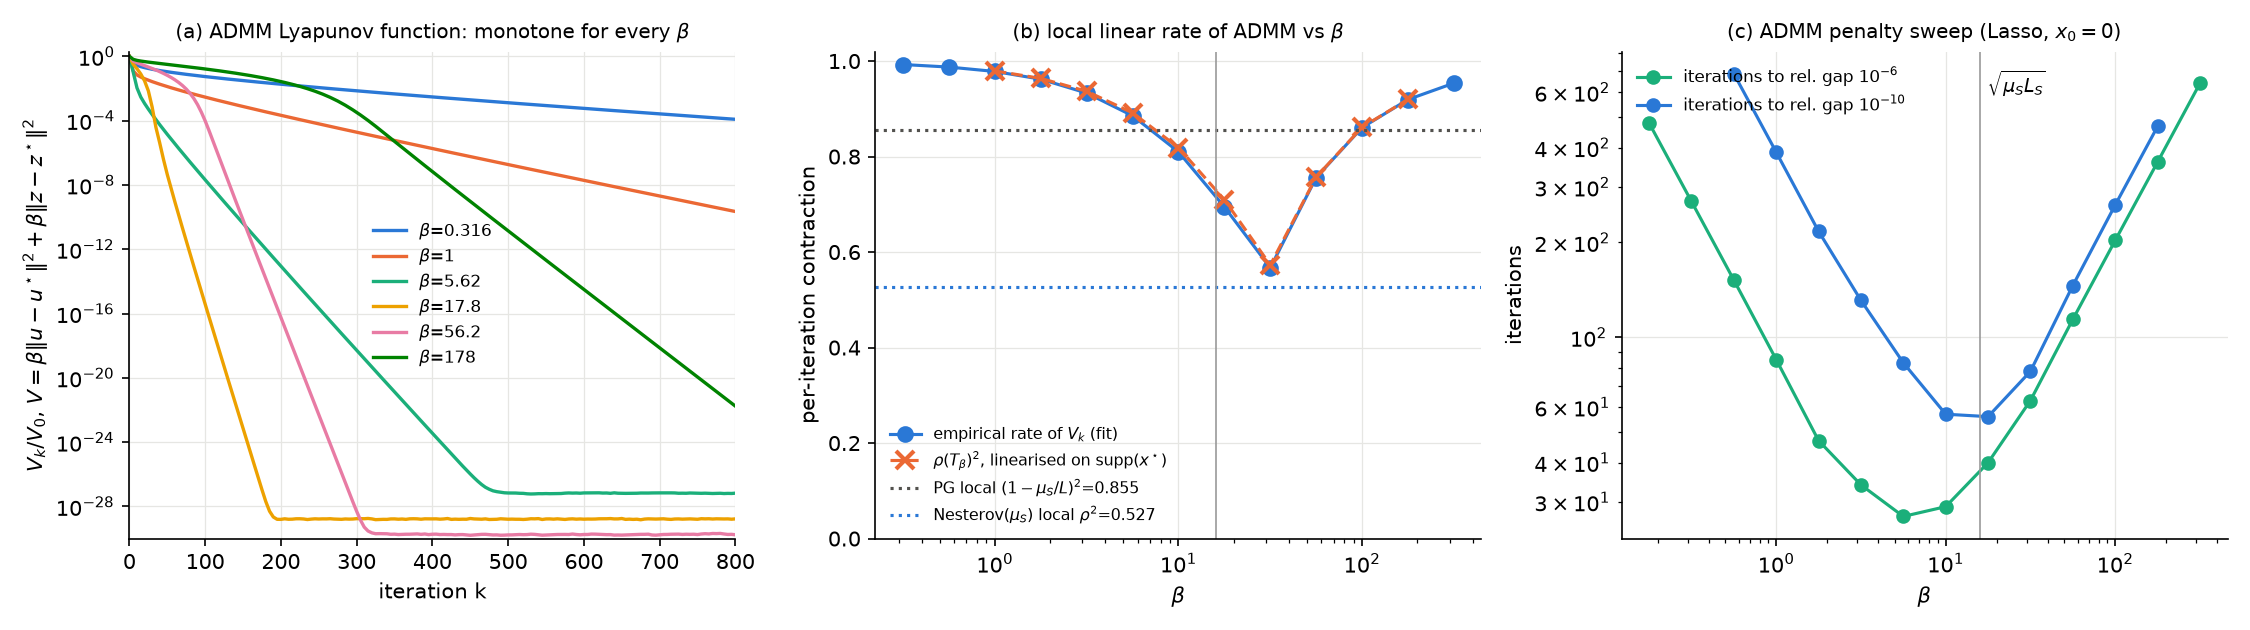 (a) ADMM Lyapunov function: monotone for every β
V_k/V_0, V = β‖u − u^⋆‖² + β‖z − z^⋆‖²
10^0
10^{-4}
10^{-8}
10^{-12}
10^{-16}
10^{-20}
10^{-24}
10^{-28}
β=0.316
β=1
β=5.62
β=17.8
β=56.2
β=178
0 100 200 300 400 500 600 700 800
iteration k
(b) local linear rate of ADMM vs β
per-iteration contraction
1.0
0.8
0.6
0.4
0.2
0.0
empirical rate of V_k (fit)
ρ(T_β)², linearised on supp(x^⋆)
PG local (1 − μ_S/L)²=0.855
Nesterov(μ_S) local ρ²=0.527
10^0 10^1 10^2
β
(c) ADMM penalty sweep (Lasso, x_0 = 0)
iterations
6 × 10^2
4 × 10^2
3 × 10^2
2 × 10^2
10^2
6 × 10^1
4 × 10^1
3 × 10^1
iterations to rel. gap 10^{-6}
iterations to rel. gap 10^{-10}
√(μ_S L_S)
10^0 10^1 10^2
β